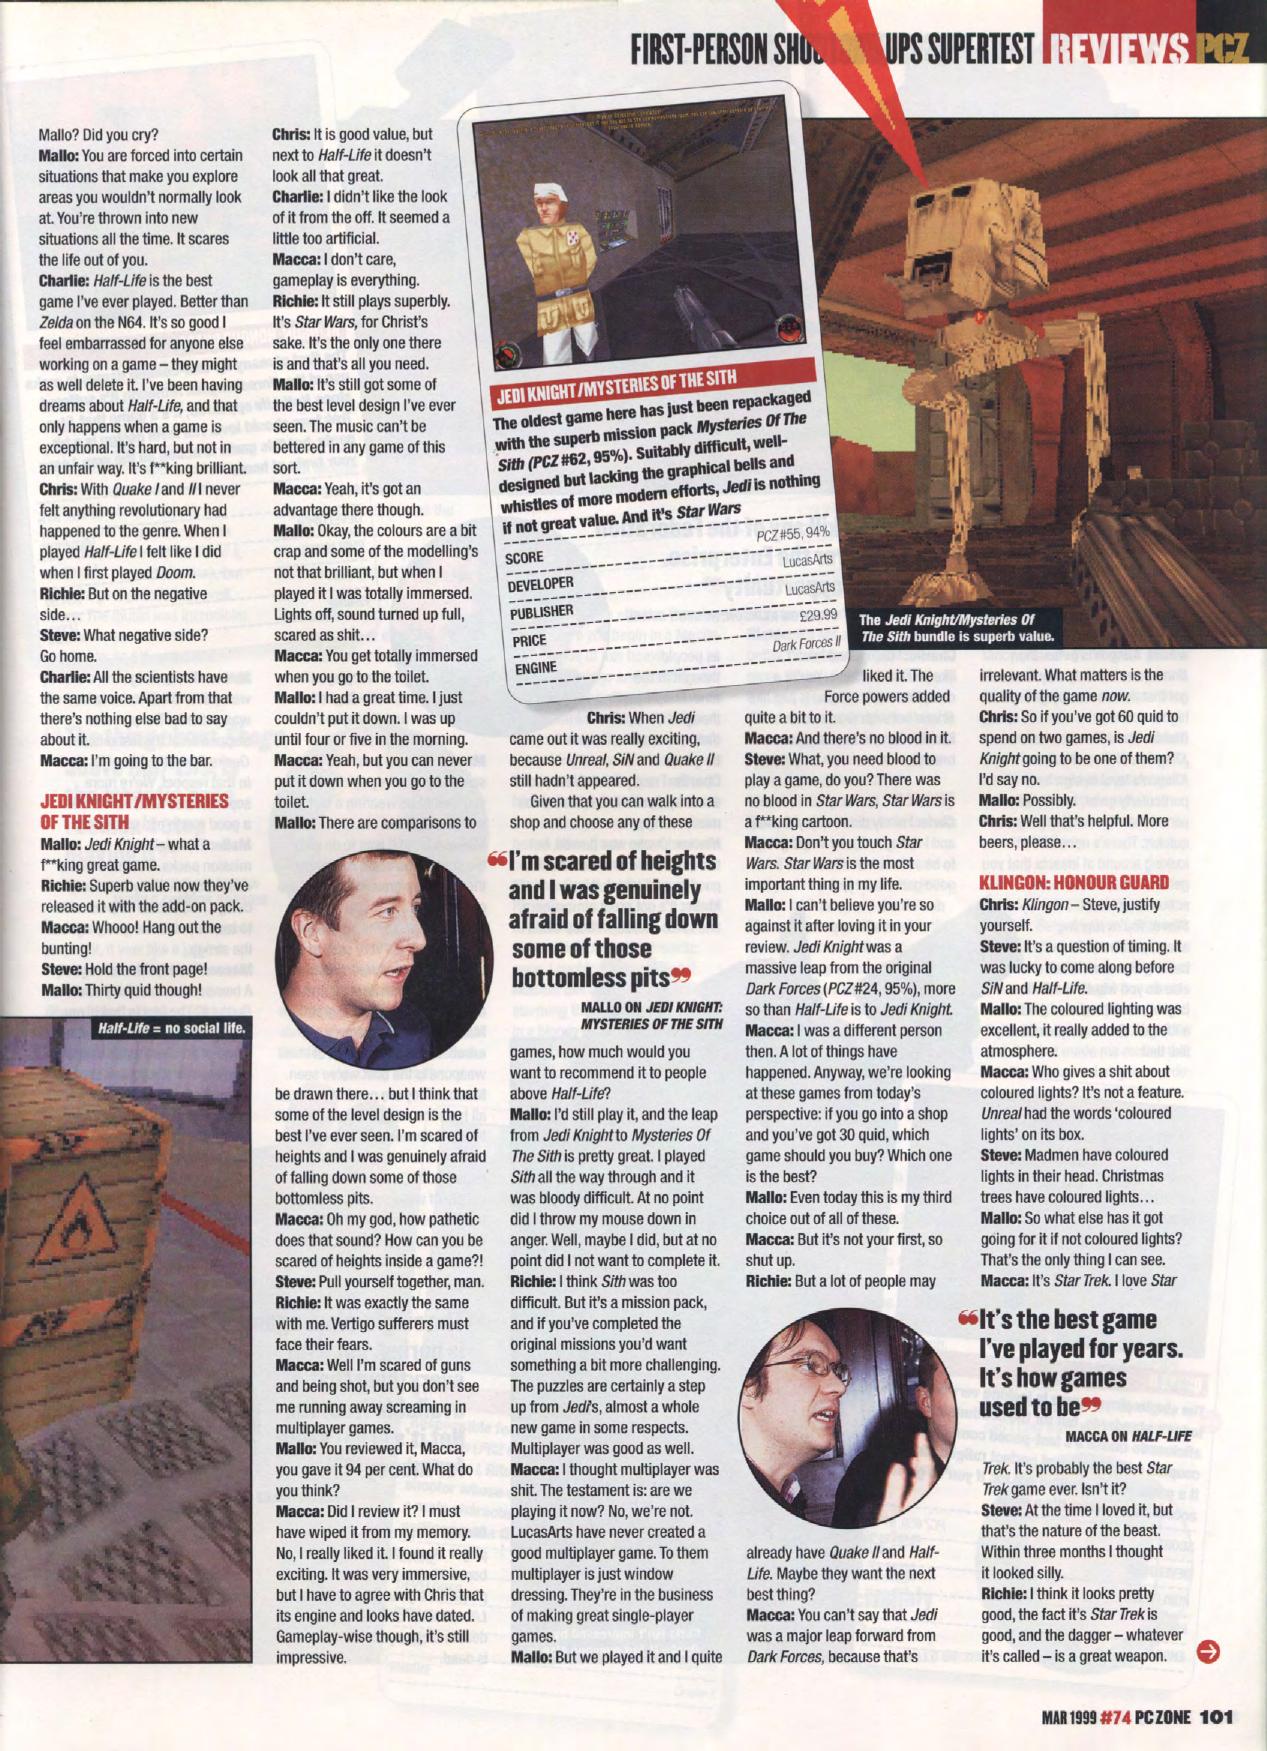 FIRST-PERSON SHOOT UPS SUPERTEST REVIEWS PCZ
Mallo? Did you cry?
Mallo: You are forced into certain
situations that make you explore
areas you wouldn't normally look
at. You're thrown into new
situations all the time. It scares
the life out of you.
Charlie: Half-Life is the best
game I've ever played. Better than
Zelda on the N64. It's so good I
feel embarrassed for anyone else
working on a game – they might
as well delete it. I've been having
dreams about Half-Life, and that
only happens when a game is
exceptional. It's hard, but not in
an unfair way. It's f**king brilliant.
Chris: With Quake I and II I never
felt anything revolutionary had
happened to the genre. When I
played Half-Life I felt like I did
when I first played Doom.
Richie: But on the negative
side...
Steve: What negative side?
Go home.
Charlie: All the scientists have
the same voice. Apart from that
there's nothing else bad to say
about it.
Macca: I'm going to the bar.
JEDI KNIGHT/MYSTERIES
OF THE SITH
Mallo: Jedi Knight – what a
f**king great game.
Richie: Superb value now they've
released it with the add-on pack.
Macca: Whooo! Hang out the
bunting!
Steve: Hold the front page!
Mallo: Thirty quid though!
Half-Life = no social life.
Chris: It is good value, but
next to Half-Life it doesn't
look all that great.
Charlie: I didn't like the look
of it from the off. It seemed a
little too artificial.
Macca: I don't care,
gameplay is everything.
Richie: It still plays superbly.
It's Star Wars, for Christ's
sake. It's the only one there
is and that's all you need.
Mallo: It's still got some of
the best level design I've ever
seen. The music can't be
bettered in any game of this
sort.
Macca: Yeah, it's got an
advantage there though.
Mallo: Okay, the colours are a bit
crap and some of the modelling's
not that brilliant, but when I
played it I was totally immersed.
Lights off, sound turned up full,
scared as shit...
Macca: You get totally immersed
when you go to the toilet.
Mallo: I had a great time. I just
couldn't put it down. I was up
until four or five in the morning.
Macca: Yeah, but you can never
put it down when you go to the
toilet.
Mallo: There are comparisons to
be drawn there... but I think that
some of the level design is the
best I've ever seen. I'm scared of
heights and I was genuinely afraid
of falling down some of those
bottomless pits.
Macca: Oh my god, how pathetic
does that sound? How can you be
scared of heights inside a game?!
Steve: Pull yourself together, man.
Richie: It was exactly the same
with me. Vertigo sufferers must
face their fears.
Macca: Well I'm scared of guns
and being shot, but you don't see
me running away screaming in
multiplayer games.
Mallo: You reviewed it, Macca,
you gave it 94 per cent. What do
you think?
Macca: Did I review it? I must
have wiped it from my memory.
No, I really liked it. I found it really
exciting. It was very immersive,
but I have to agree with Chris that
its engine and looks have dated.
Gameplay-wise though, it's still
impressive.
JEDI KNIGHT/MYSTERIES OF THE SITH
The oldest game here has just been repackaged
with the superb mission pack Mysteries Of The
Sith (PCZ #62, 95%). Suitably difficult, well-
designed but lacking the graphical bells and
whistles of more modern efforts, Jedi is nothing
if not great value. And it's Star Wars
SCORE PCZ #55, 94%
DEVELOPER LucasArts
PUBLISHER LucasArts
PRICE £29.99
ENGINE Dark Forces II
The Jedi Knight/Mysteries Of
The Sith bundle is superb value.
Chris: When Jedi
came out it was really exciting,
because Unreal, SiN and Quake II
still hadn't appeared.
Given that you can walk into a
shop and choose any of these
“I'm scared of heights
and I was genuinely
afraid of falling down
some of those
bottomless pits”
MALLO ON JEDI KNIGHT:
MYSTERIES OF THE SITH
games, how much would you
want to recommend it to people
above Half-Life?
Mallo: I'd still play it, and the leap
from Jedi Knight to Mysteries Of
The Sith is pretty great. I played
Sith all the way through and it
was bloody difficult. At no point
did I throw my mouse down in
anger. Well, maybe I did, but at no
point did I not want to complete it.
Richie: I think Sith was too
difficult. But it's a mission pack,
and if you've completed the
original missions you'd want
something a bit more challenging.
The puzzles are certainly a step
up from Jedi's, almost a whole
new game in some respects.
Multiplayer was good as well.
Macca: I thought multiplayer was
shit. The testament is: are we
playing it now? No, we're not.
LucasArts have never created a
good multiplayer game. To them
multiplayer is just window
dressing. They're in the business
of making great single-player
games.
Mallo: But we played it and I quite
liked it. The
Force powers added
quite a bit to it.
Macca: And there's no blood in it.
Steve: What, you need blood to
play a game, do you? There was
no blood in Star Wars, Star Wars is
a f**king cartoon.
Macca: Don't you touch Star
Wars. Star Wars is the most
important thing in my life.
Mallo: I can't believe you're so
against it after loving it in your
review. Jedi Knight was a
massive leap from the original
Dark Forces (PCZ #24, 95%), more
so than Half-Life is to Jedi Knight.
Macca: I was a different person
then. A lot of things have
happened. Anyway, we're looking
at these games from today's
perspective: if you go into a shop
and you've got 30 quid, which
game should you buy? Which one
is the best?
Mallo: Even today this is my third
choice out of all of these.
Macca: But it's not your first, so
shut up.
Richie: But a lot of people may
already have Quake II and Half-
Life. Maybe they want the next
best thing?
Macca: You can't say that Jedi
was a major leap forward from
Dark Forces, because that's
irrelevant. What matters is the
quality of the game now.
Chris: So if you've got 60 quid to
spend on two games, is Jedi
Knight going to be one of them?
I'd say no.
Mallo: Possibly.
Chris: Well that's helpful. More
beers, please...
KLINGON: HONOUR GUARD
Chris: Klingon – Steve, justify
yourself.
Steve: It's a question of timing. It
was lucky to come along before
SiN and Half-Life.
Mallo: The coloured lighting was
excellent, it really added to the
atmosphere.
Macca: Who gives a shit about
coloured lights? It's not a feature.
Unreal had the words 'coloured
lights' on its box.
Steve: Madmen have coloured
lights in their head. Christmas
trees have coloured lights...
Mallo: So what else has it got
going for it if not coloured lights?
That's the only thing I can see.
Macca: It's Star Trek. I love Star
“It's the best game
I've played for years.
It's how games
used to be”
MACCA ON HALF-LIFE
Trek. It's probably the best Star
Trek game ever. Isn't it?
Steve: At the time I loved it, but
that's the nature of the beast.
Within three months I thought
it looked silly.
Richie: I think it looks pretty
good, the fact it's Star Trek is
good, and the dagger – whatever
it's called – is a great weapon.
MAR 1999 #74 PC ZONE 101